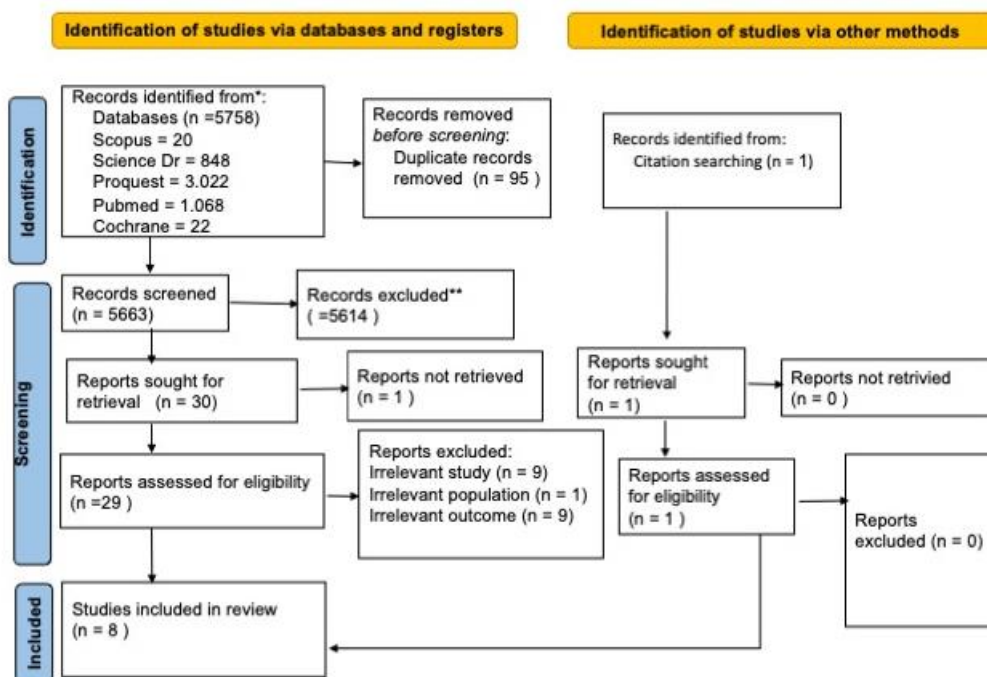 Identification of studies via databases and registers
Identification of studies via other methods
Identification
Records identified from*:
Databases (n =5758)
Scopus = 20
Science Dr = 848
Proquest = 3.022
Pubmed = 1.068
Cochrane = 22
Records removed
before screening:
Duplicate records
removed (n = 95 )
Records identified from:
Citation searching (n = 1)
Screening
Records screened
(n = 5663)
Records excluded**
( =5614 )
Reports sought for
retrieval (n = 30)
Reports not retrieved
(n = 1 )
Reports sought
for retrieval
(n = 1)
Reports not retrivied
(n = 0 )
Reports assessed for eligibility
(n =29 )
Reports excluded:
Irrelevant study (n = 9)
Irrelevant population (n = 1)
Irrelevant outcome (n = 9)
Reports assessed
for eligibility
(n = 1 )
Reports
excluded (n = 0)
Included
Studies included in review
(n = 8 )